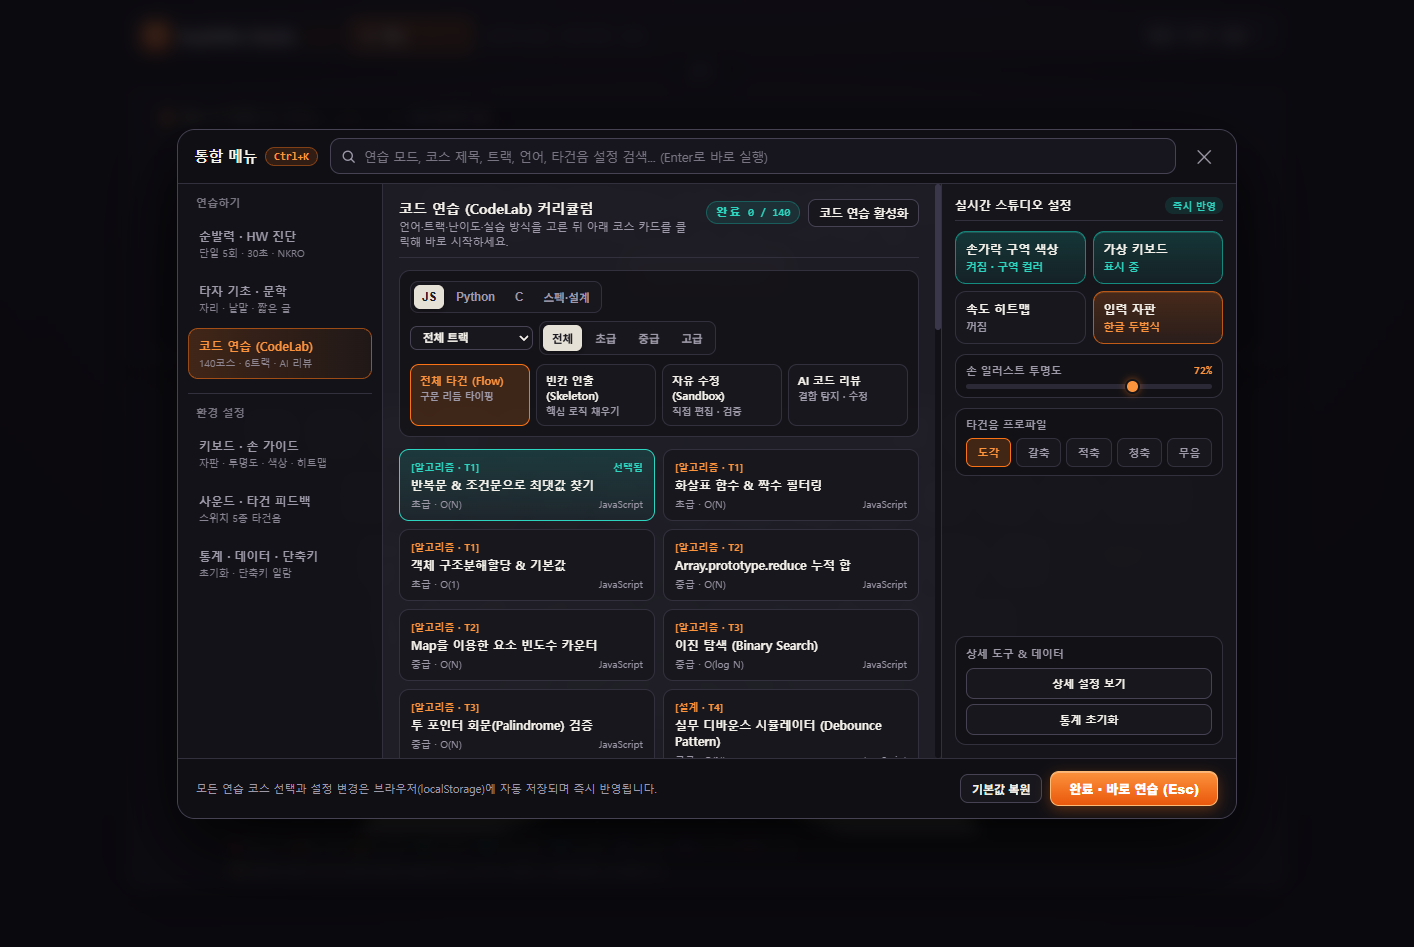 통합 메뉴
Ctrl+K
연습 모드, 코스 제목, 트랙, 언어, 타건음 설정 검색... (Enter로 바로 실행)
연습하기
순발력 · HW 진단
단일 5회 · 30초 · NKRO
타자 기초 · 문학
자리 · 낱말 · 짧은 글
코드 연습 (CodeLab)
140코스 · 6트랙 · AI 리뷰
환경 설정
키보드 · 손 가이드
자판 · 투명도 · 색상 · 히트맵
사운드 · 타건 피드백
스위치 5종 타건음
통계 · 데이터 · 단축키
초기화 · 단축키 일람
코드 연습 (CodeLab) 커리큘럼
언어·트랙·난이도·실습 방식을 고른 뒤 아래 코스 카드를 클
릭해 바로 시작하세요.
완료 0 / 140
코드 연습 활성화
JS
Python
C
스펙·설계
전체 트랙
전체
초급
중급
고급
전체 타건 (Flow)
구문 리듬 타이핑
빈칸 인출
(Skeleton)
핵심 로직 채우기
자유 수정
(Sandbox)
직접 편집 · 검증
AI 코드 리뷰
결함 탐지 · 수정
[알고리즘 · T1]
선택됨
반복문 & 조건문으로 최댓값 찾기
초급 · O(N)
JavaScript
[알고리즘 · T1]
화살표 함수 & 짝수 필터링
초급 · O(N)
JavaScript
[알고리즘 · T1]
객체 구조분해할당 & 기본값
초급 · O(1)
JavaScript
[알고리즘 · T2]
Array.prototype.reduce 누적 합
중급 · O(N)
JavaScript
[알고리즘 · T2]
Map을 이용한 요소 빈도수 카운터
중급 · O(N)
JavaScript
[알고리즘 · T3]
이진 탐색 (Binary Search)
중급 · O(log N)
JavaScript
[알고리즘 · T3]
투 포인터 회문(Palindrome) 검증
중급 · O(N)
JavaScript
[설계 · T4]
실무 디바운스 시뮬레이터 (Debounce
Pattern)
실시간 스튜디오 설정
즉시 반영
손가락 구역 색상
켜짐 · 구역 컬러
가상 키보드
표시 중
속도 히트맵
꺼짐
입력 자판
한글 두벌식
손 일러스트 투명도
72%
타건음 프로파일
도각
갈축
적축
청축
무음
상세 도구 & 데이터
상세 설정 보기
통계 초기화
모든 연습 코스 선택과 설정 변경은 브라우저(localStorage)에 자동 저장되며 즉시 반영됩니다.
기본값 복원
완료 · 바로 연습 (Esc)